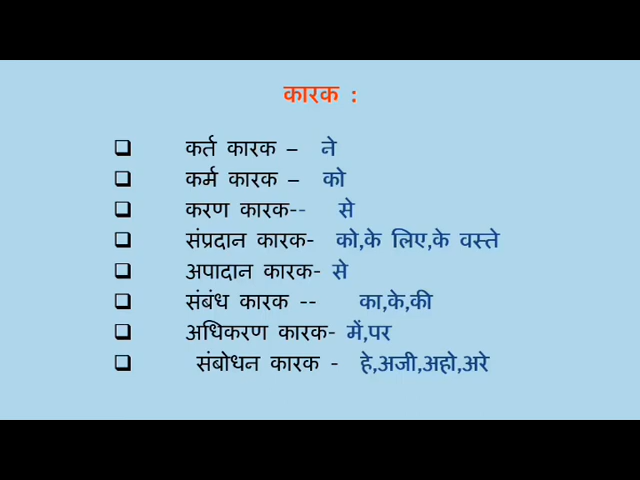 कारक :
❑ कर्त कारक – ने
❑ कर्म कारक – को
❑ करण कारक-- से
❑ संप्रदान कारक- को,के लिए,के वस्ते
❑ अपादान कारक- से
❑ संबंध कारक -- का,के,की
❑ अधिकरण कारक- में,पर
❑ संबोधन कारक - हे,अजी,अहो,अरे